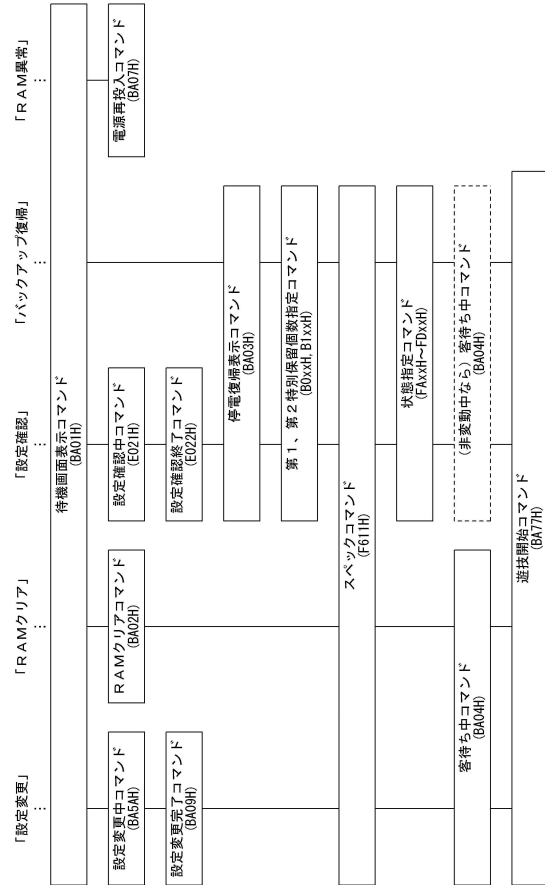 「設定変更」
「RAMクリア」
「設定確認」
「バックアップ復帰」
「RAM異常」
…
…
…
…
…
待機画面表示コマンド
(BA01H)
設定変更中コマンド
(BA5AH)
RAMクリアコマンド
(BA02H)
設定確認中コマンド
(E021H)
電源再投入コマンド
(BA07H)
設定変更完了コマンド
(BA09H)
設定確認終了コマンド
(E022H)
停電復帰表示コマンド
(BA03H)
第1、第2特別保留個数指定コマンド
(B0xxH, B1xxH)
スペックコマンド
(F611H)
状態指定コマンド
(FAxxH～FDxxH)
客待ち中コマンド
(BA04H)
(非変動中なら) 客待ち中コマンド
(BA04H)
遊技開始コマンド
(BA77H)